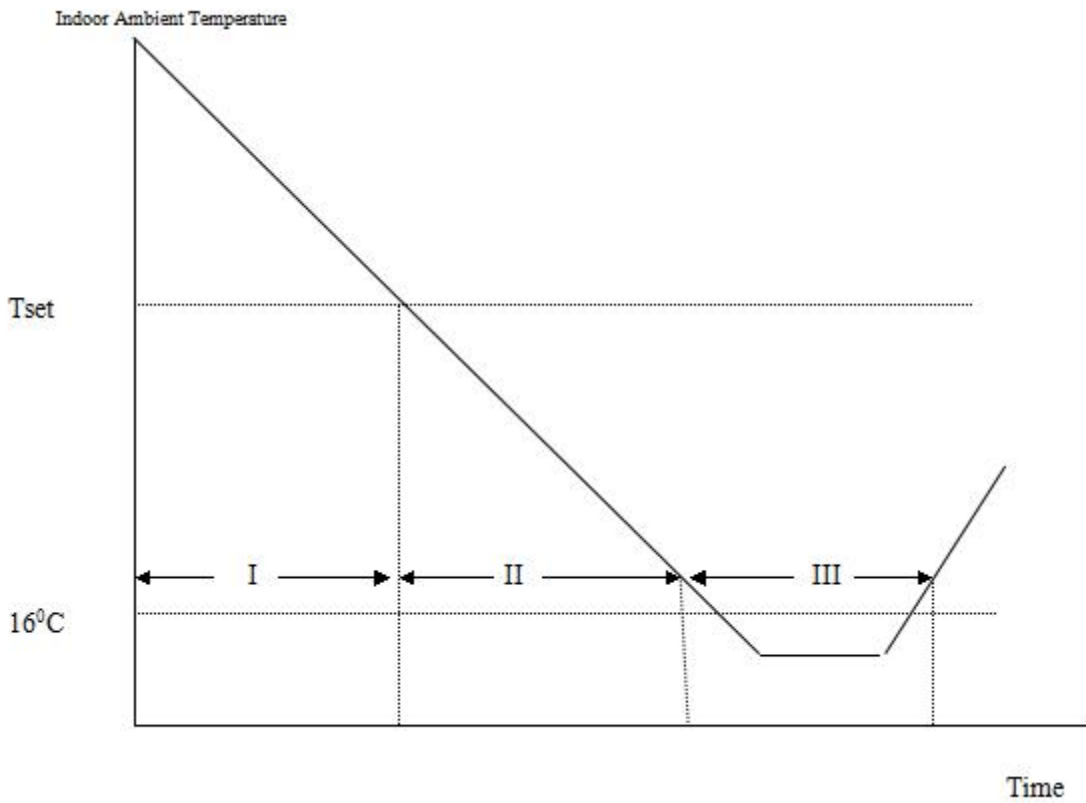 Indoor Ambient Temperature
Tset
I
II
III
16⁰C
Time